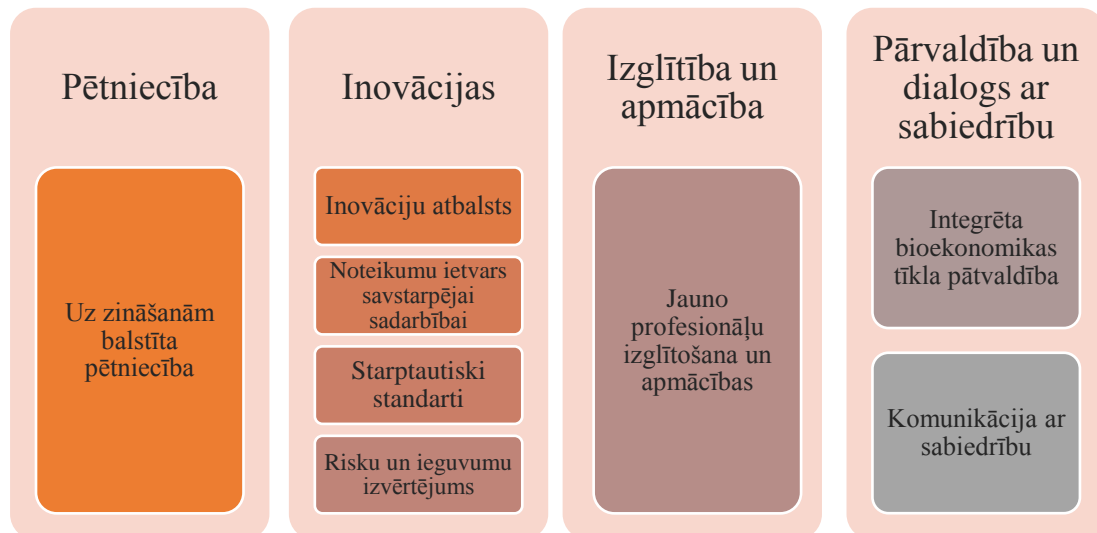 Pētniecība
Uz zināšanām
balstīta
pētniecība
Inovācijas
Inovāciju atbalsts
Noteikumu ietvars
savstarpējai
sadarbībai
Starptautiski
standarti
Risku un ieguvumu
izvērtējums
Izglītība un
apmācība
Jauno
profesionāļu
izglītošana un
apmācības
Pārvaldība un
dialogs ar
sabiedrību
Integrēta
bioekonomikas
tīkla pātvaldība
Komunikācija ar
sabiedrību